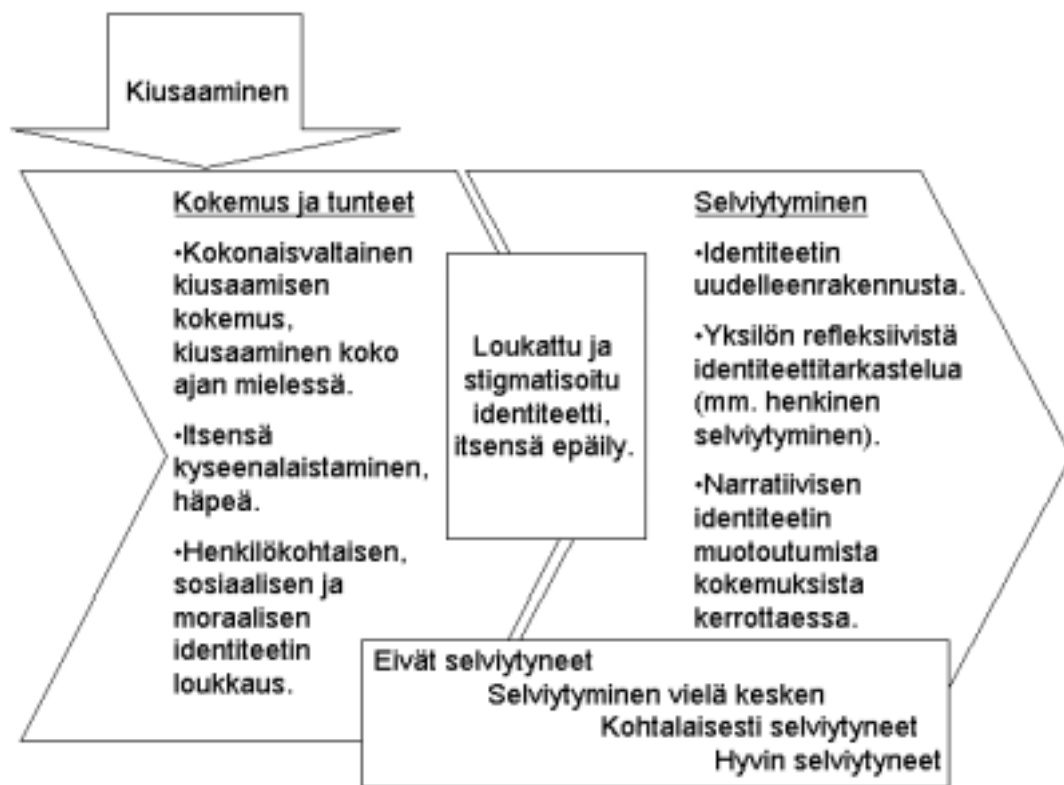 Kiusaaminen
Kokemus ja tunteet
•Kokonaisvaltainen
kiusaamisen
kokemus,
kiusaaminen koko
ajan mielessä.
•Itsensä
kyseenalaistaminen,
häpeä.
•Henkilökohtaisen,
sosiaalisen ja
moraalisen
identiteetin
loukkaus.
Loukattu ja
stigmatisoitu
identiteetti,
itsensä epäily.
Selviytyminen
•Identiteetin
uudelleenrakennusta.
•Yksilön refleksiivistä
identiteettitarkastelua
(mm. henkinen
selviytyminen).
•Narratiivisen
identiteetin
muotoutumista
kokemuksista
kerrottaessa.
Eivät selviytyneet
Selviytyminen vielä kesken
Kohtalaisesti selviytyneet
Hyvin selviytyneet